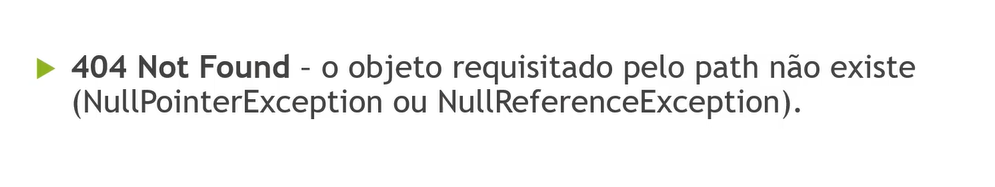 404 Not Found – o objeto requisitado pelo path não existe
(NullPointerException ou NullReferenceException).